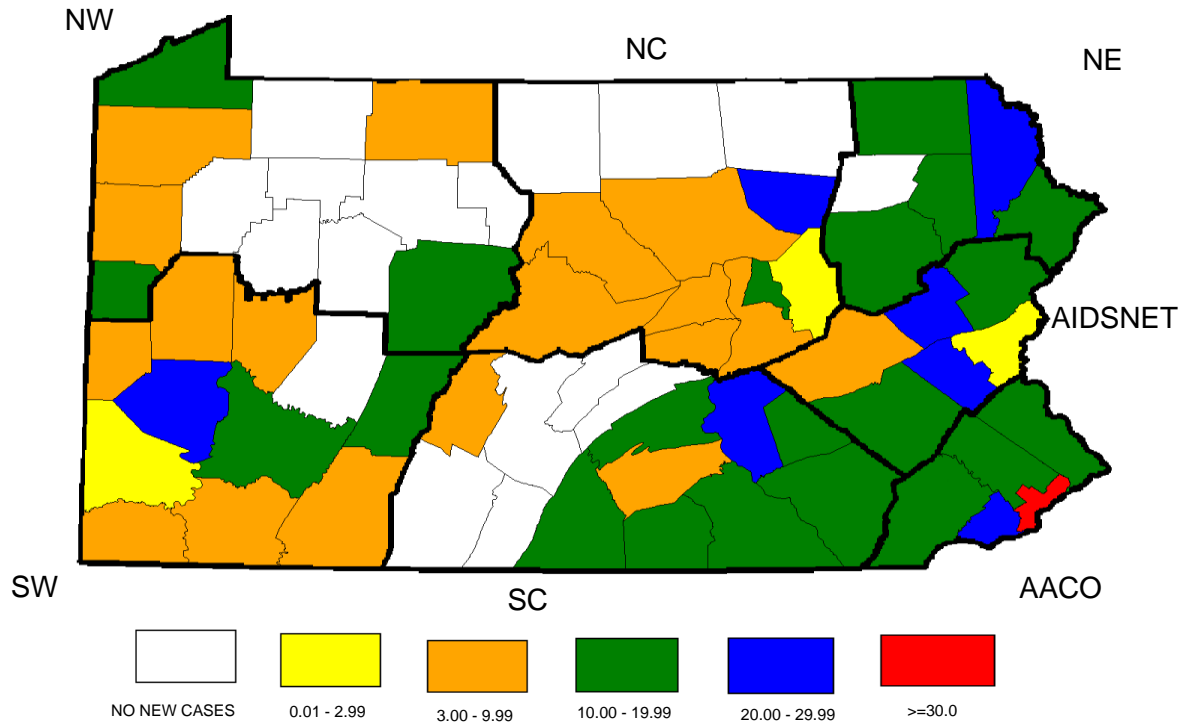 NW
NC
NE
AIDSNET
SW
SC
AACO
NO NEW CASES
0.01 - 2.99
3.00 - 9.99
10.00 - 19.99
20.00 - 29.99
>=30.0